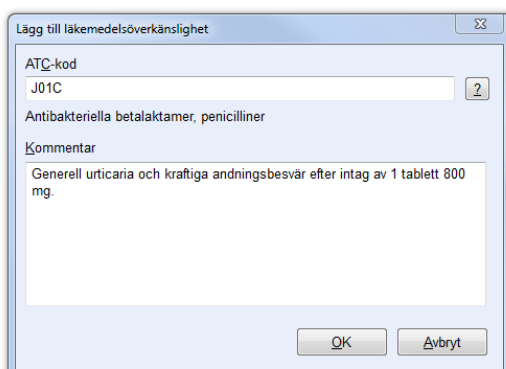 Lägg till läkemedelsöverkänslighet
ATC-kod
J01C
?
Antibakteriella betalaktamer, penicilliner
Kommentar
Generell urticaria och kraftiga andningsbesvär efter intag av 1 tablett 800
mg.
OK Avbryt